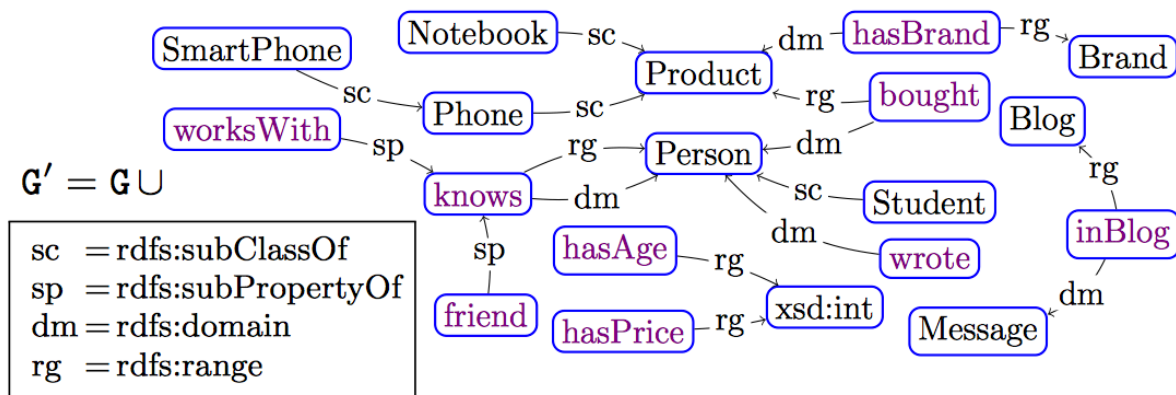 Notebook
sc
dm
hasBrand
rg
SmartPhone
Brand
Product
sc
rg
bought
Phone
sc
Blog
worksWith
sp
rg
Person
dm
rg
G′ = G ∪
knows
dm
sc
Student
sp
hasAge
rg
dm
wrote
inBlog
friend
hasPrice
rg
xsd:int
dm
Message
sc = rdfs:subClassOf
sp = rdfs:subPropertyOf
dm = rdfs:domain
rg = rdfs:range